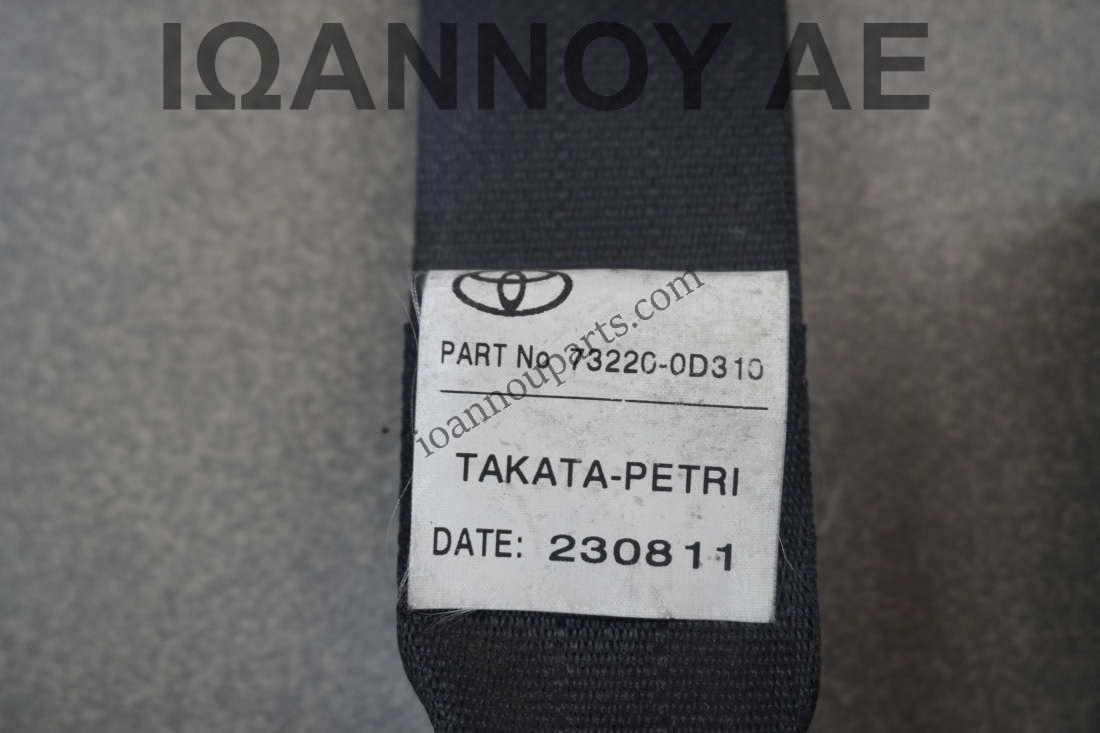 ΙΩΑΝΝΟΥ ΑΕ
PART No 73220-0D310
ioannouparts.com
TAKATA-PETRI
DATE: 230811